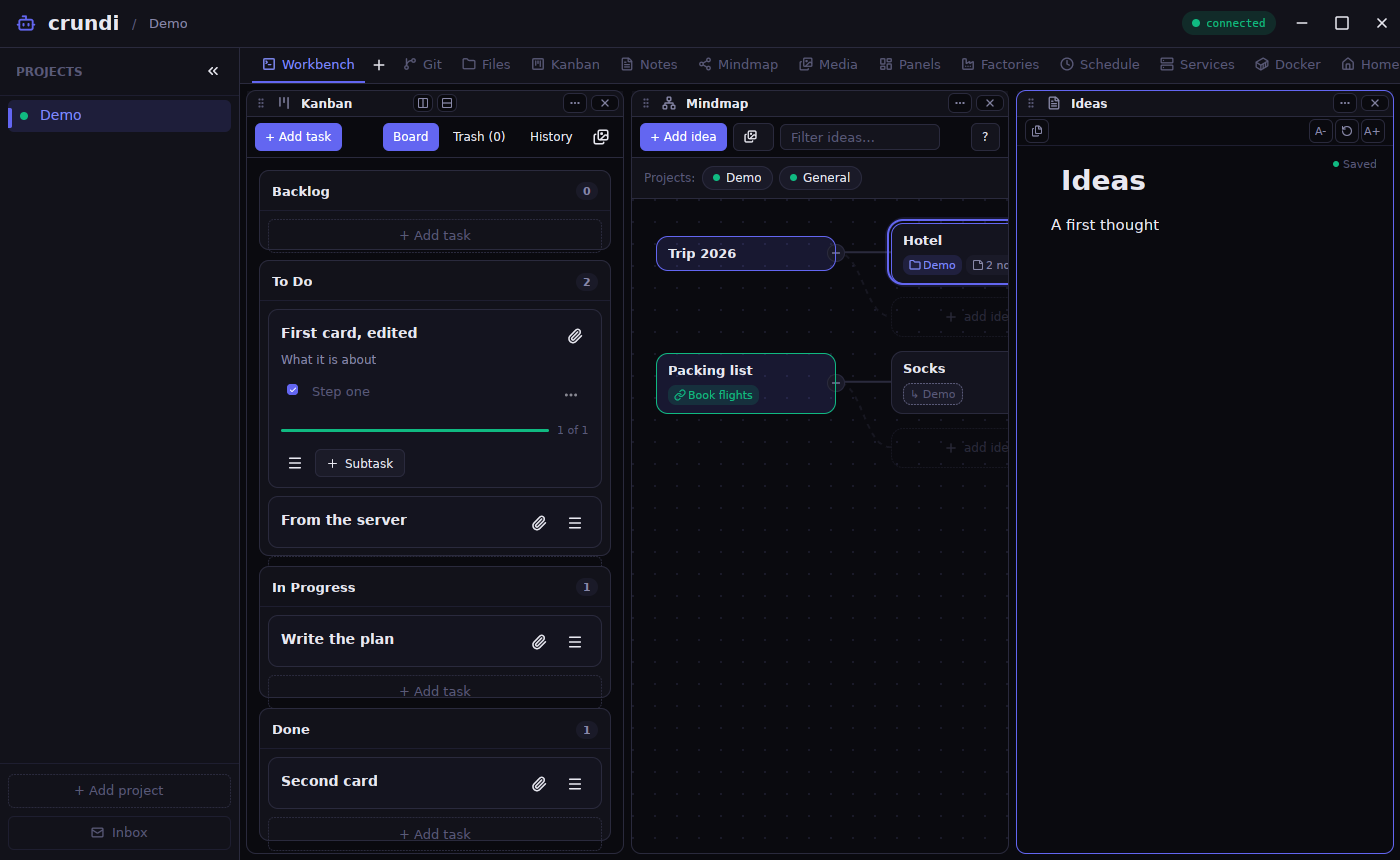 crundi / Demo
connected
PROJECTS
Demo
+ Add project
Inbox
Workbench + Git Files Kanban Notes Mindmap Media Panels Factories Schedule Services Docker Home
Kanban
+ Add task Board Trash (0) History
Backlog 0
+ Add task
To Do 2
First card, edited
What it is about
Step one
1 of 1
+ Subtask
From the server
In Progress 1
Write the plan
+ Add task
Done 1
Second card
+ Add task
Mindmap
+ Add idea Filter ideas... ?
Projects: Demo General
Trip 2026
Hotel
Demo 2
+ add
Packing list
Book flights
Socks
↳ Demo
+ add
Ideas
A- A+
Saved
Ideas
A first thought